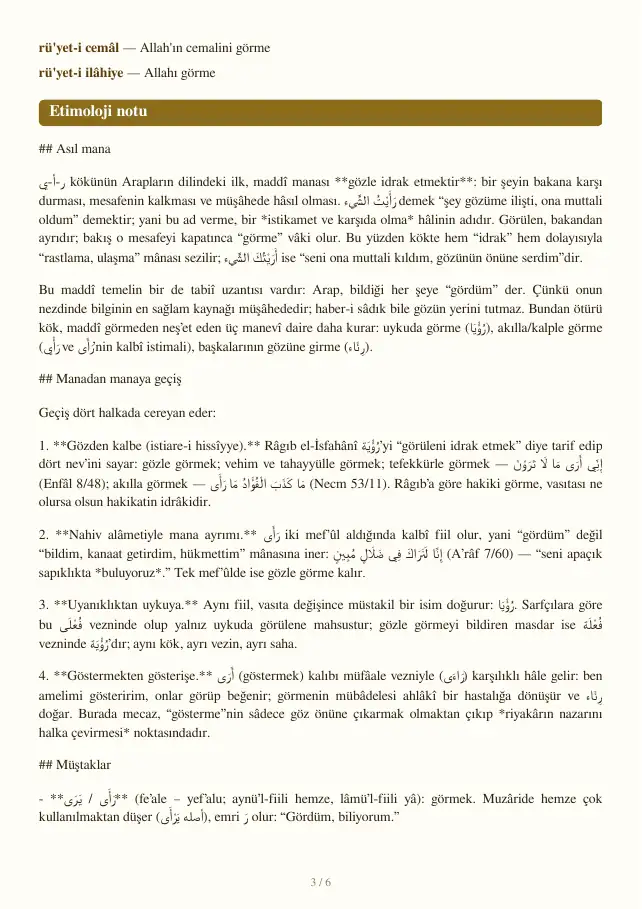 rü'yet-i cemâl — Allah'ın cemalini görme
rü'yet-i ilâhiye — Allahı görme
Etimoloji notu
## Asıl mana
ر-أ-ي kökünün Arapların dilindeki ilk, maddî manası **gözle idrak etmektir**: bir şeyin bakana karşı
durması, mesafenin kalkması ve müşâhede hâsıl olması. رَأَيْتُ الشَّيْء demek “şey gözüme ilişti, ona muttali
oldum” demektir; yani bu ad verme, bir *istikamet ve karşıda olma* hâlinin adıdır. Görülen, bakandan
ayrıdır; bakış o mesafeyi kapatınca “görme” vâki olur. Bu yüzden kökte hem “idrak” hem dolayısıyla
“rastlama, ulaşma” mânası sezilir; أَرَيْتُكَ الشَّيْء ise “seni ona muttali kıldım, gözünün önüne serdim”dir.
Bu maddî temelin bir de tabiî uzantısı vardır: Arap, bildiği her şeye “gördüm” der. Çünkü onun
nezdinde bilginin en sağlam kaynağı müşâhededir; haber-i sâdık bile gözün yerini tutmaz. Bundan ötürü
kök, maddî görmeden neş'et eden üç manevî daire daha kurar: uykuda görme (رُؤْيَا), akılla/kalple görme
(رَأْي ve رَأَى'nin kalbî istimali), başkalarının gözüne girme (رِئَاء).
## Manadan manaya geçiş
Geçiş dört halkada cereyan eder:
1. **Gözden kalbe (istiare-i hissîyye).** Râgıb el-İsfahânî رُؤْيَة'yi “görüleni idrak etmek” diye tarif edip
dört nev'ini sayar: gözle görmek; vehim ve tahayyülle görmek; tefekkürle görmek — إِنِّي أَرَى مَا لَا تَرَوْنَ
(Enfâl 8/48); akılla görmek — مَا كَذَبَ الْفُؤَادُ مَا رَأَى (Necm 53/11). Râgıb'a göre hakiki görme, vasıtası ne
olursa olsun hakikatin idrâkidir.
2. **Nahiv alâmetiyle mana ayrımı.** رَأَى iki mef'ûl aldığında kalbî fiil olur, yani “gördüm” değil
“bildim, kanaat getirdim, hükmettim” mânasına iner: إِنَّا لَنَرَاكَ فِي ضَلَالٍ مُبِينٍ (A'râf 7/60) — “seni apaçık
sapıklıkta *buluyoruz*.” Tek mef'ûlde ise gözle görme kalır.
3. **Uyanıklıktan uykuya.** Aynı fiil, vasıta değişince müstakil bir isim doğurur: رُؤْيَا. Sarfçılara göre
bu فُعْلَى vezninde olup yalnız uykuda görülene mahsustur; gözle görmeyi bildiren masdar ise فُعْلَة
vezninde رُؤْيَة'dır; aynı kök, ayrı vezin, ayrı saha.
4. **Göstermekten gösterişe.** أَرَى (göstermek) kalıbı müfâale vezniyle (رَاءَى) karşılıklı hâle gelir: ben
amelimi gösteririm, onlar görüp beğenir; görmenin mübâdelesi ahlâkî bir hastalığa dönüşür ve رِئَاء
doğar. Burada mecaz, “gösterme”nin sâdece göz önüne çıkarmak olmaktan çıkıp *riyakârın nazarını
halka çevirmesi* noktasındadır.
## Müştaklar
- **رَأَى / يَرَى** (fe'ale – yef'alu; aynü'l-fiili hemze, lâmü'l-fiili yâ): görmek. Muzâride hemze çok
kullanılmaktan düşer (أصله يَرْأَى), emri رَ olur: “Gördüm, biliyorum.”
3 / 6